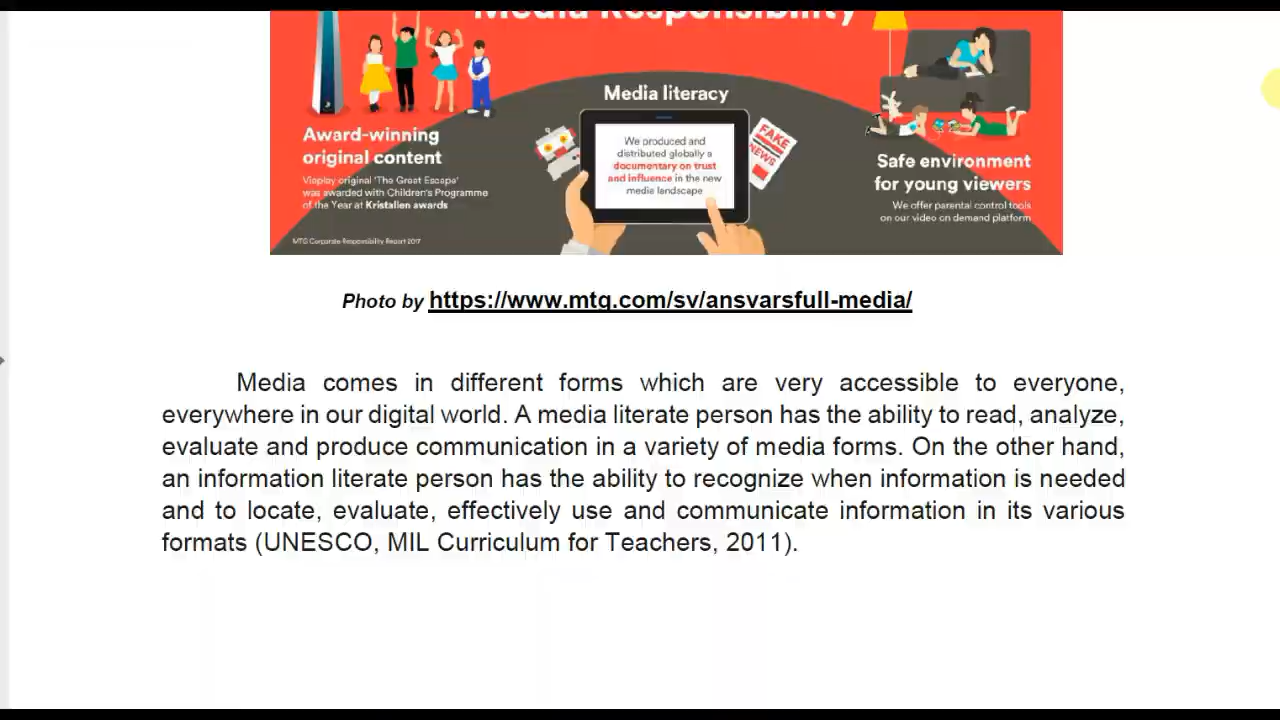 Media Responsibility
Media literacy
Award-winning
original content
Viaplay original 'The Great Escape'
was awarded with Children's Programme
of the Year at Kristallen awards
MTG Corporate Responsibility Report 2017
We produced and
distributed globally a
documentary on trust
and influence in the new
media landscape
FAKE
NEWS
Safe environment
for young viewers
We offer parental control tools
on our video on demand platform
Photo by https://www.mtg.com/sv/ansvarsfull-media/
Media comes in different forms which are very accessible to everyone,
everywhere in our digital world. A media literate person has the ability to read, analyze,
evaluate and produce communication in a variety of media forms. On the other hand,
an information literate person has the ability to recognize when information is needed
and to locate, evaluate, effectively use and communicate information in its various
formats (UNESCO, MIL Curriculum for Teachers, 2011).